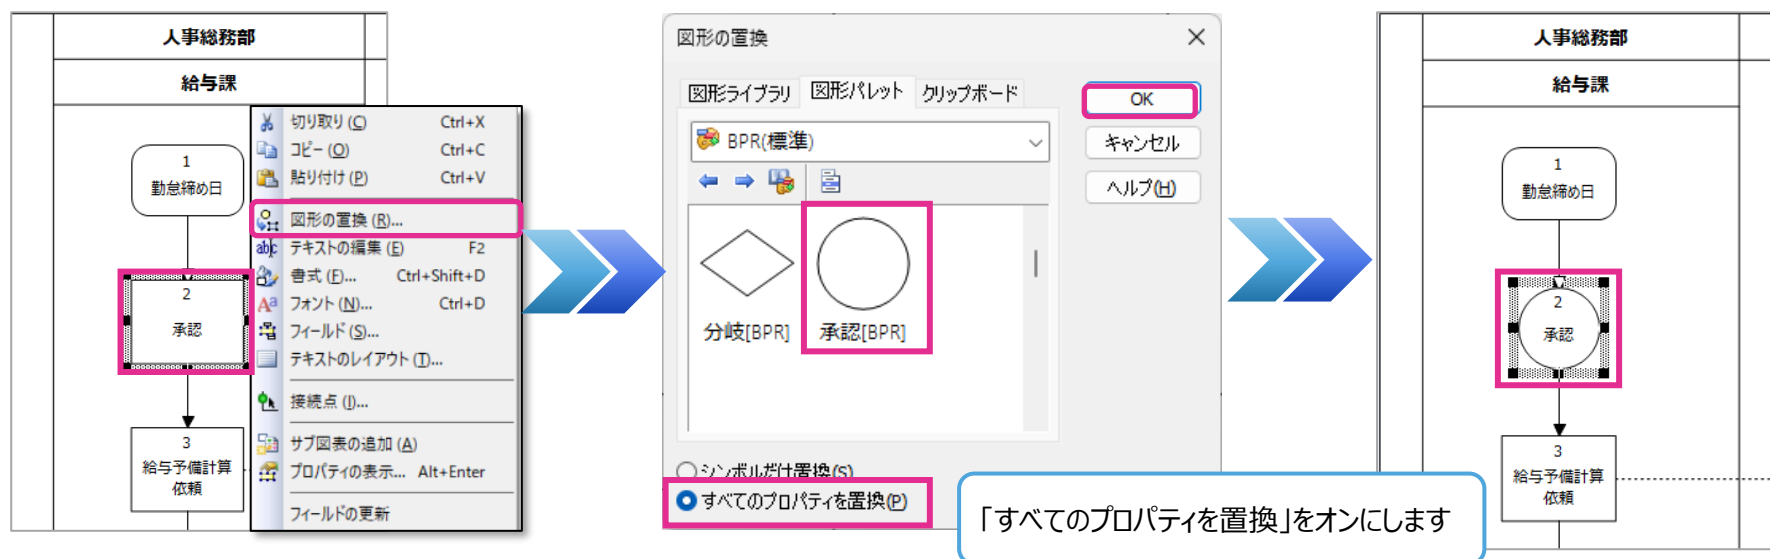 人事総務部
給与課
1
勤怠締め日
2
承認
3
給与予備計算
依頼
切り取り (C) Ctrl+X
コピー (O) Ctrl+C
貼り付け (P) Ctrl+V
図形の置換 (R)...
テキストの編集 (E) F2
書式 (F)... Ctrl+Shift+D
フォント (N)... Ctrl+D
フィールド (S)...
テキストのレイアウト (T)...
接続点 (I)...
サブ図表の追加 (A)
プロパティの表示... Alt+Enter
フィールドの更新
図形の置換
図形ライブラリ 図形パレット クリップボード
OK
キャンセル
ヘルプ(H)
BPR(標準)
分岐[BPR] 承認[BPR]
シンボルだけ置換(S)
すべてのプロパティを置換(P)
「すべてのプロパティを置換」をオンにします
人事総務部
給与課
1
勤怠締め日
2
承認
3
給与予備計算
依頼